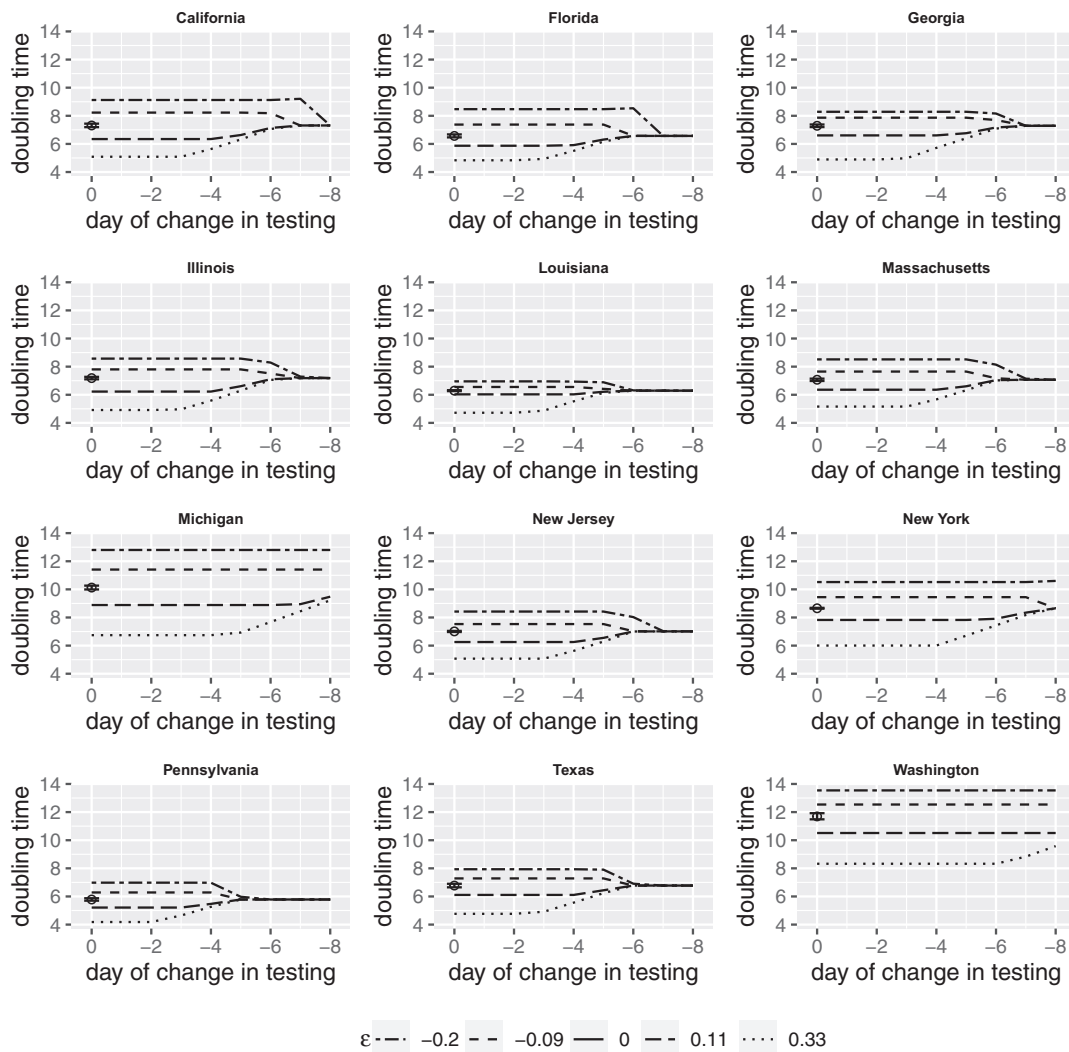 California Florida Georgia
doubling time 14 12 10 8 6 4 0 −2 −4 −6 −8 day of change in testing
doubling time 14 12 10 8 6 4 0 −2 −4 −6 −8 day of change in testing
doubling time 14 12 10 8 6 4 0 −2 −4 −6 −8 day of change in testing
Illinois Louisiana Massachusetts
doubling time 14 12 10 8 6 4 0 −2 −4 −6 −8 day of change in testing
doubling time 14 12 10 8 6 4 0 −2 −4 −6 −8 day of change in testing
doubling time 14 12 10 8 6 4 0 −2 −4 −6 −8 day of change in testing
Michigan New Jersey New York
doubling time 14 12 10 8 6 4 0 −2 −4 −6 −8 day of change in testing
doubling time 14 12 10 8 6 4 0 −2 −4 −6 −8 day of change in testing
doubling time 14 12 10 8 6 4 0 −2 −4 −6 −8 day of change in testing
Pennsylvania Texas Washington
doubling time 14 12 10 8 6 4 0 −2 −4 −6 −8 day of change in testing
doubling time 14 12 10 8 6 4 0 −2 −4 −6 −8 day of change in testing
doubling time 14 12 10 8 6 4 0 −2 −4 −6 −8 day of change in testing
ε −0.2 −0.09 0 0.11 0.33